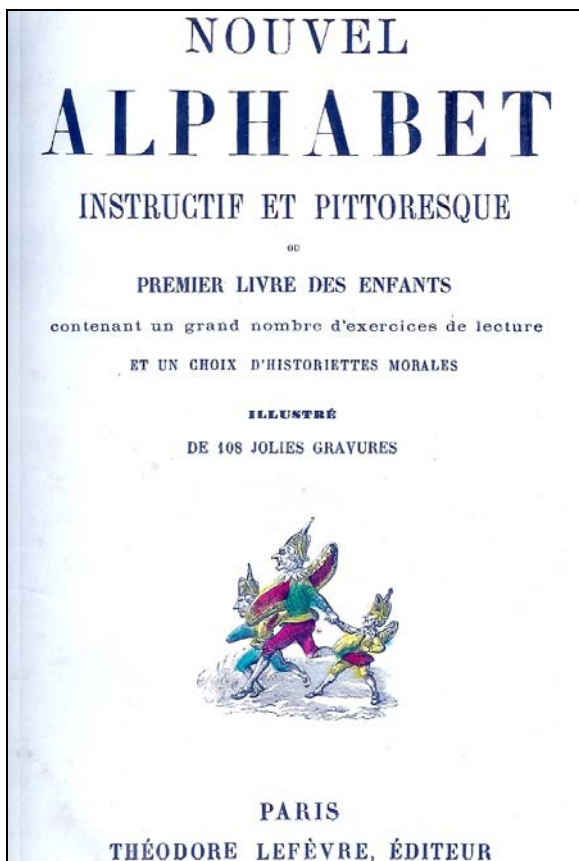 NOUVEL
ALPHABET
INSTRUCTIF ET PITTORESQUE
OU
PREMIER LIVRE DES ENFANTS
contenant un grand nombre d'exercices de lecture
ET UN CHOIX D'HISTORIETTES MORALES
ILLUSTRÉ
DE 108 JOLIES GRAVURES
PARIS
THÉODORE LEFÈVRE, ÉDITEUR